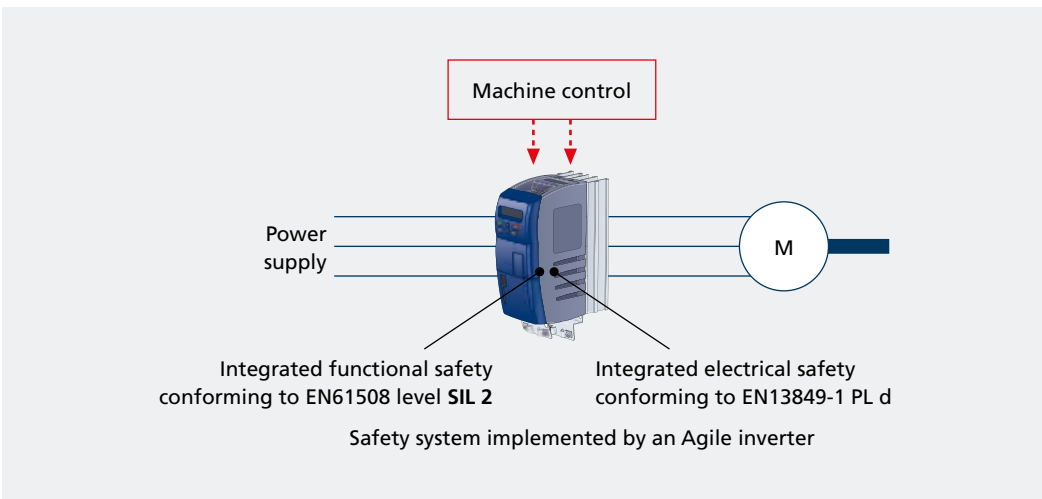 Machine control
Power
supply
M
Integrated functional safety
conforming to EN61508 level SIL 2
Integrated electrical safety
conforming to EN13849-1 PL d
Safety system implemented by an Agile inverter